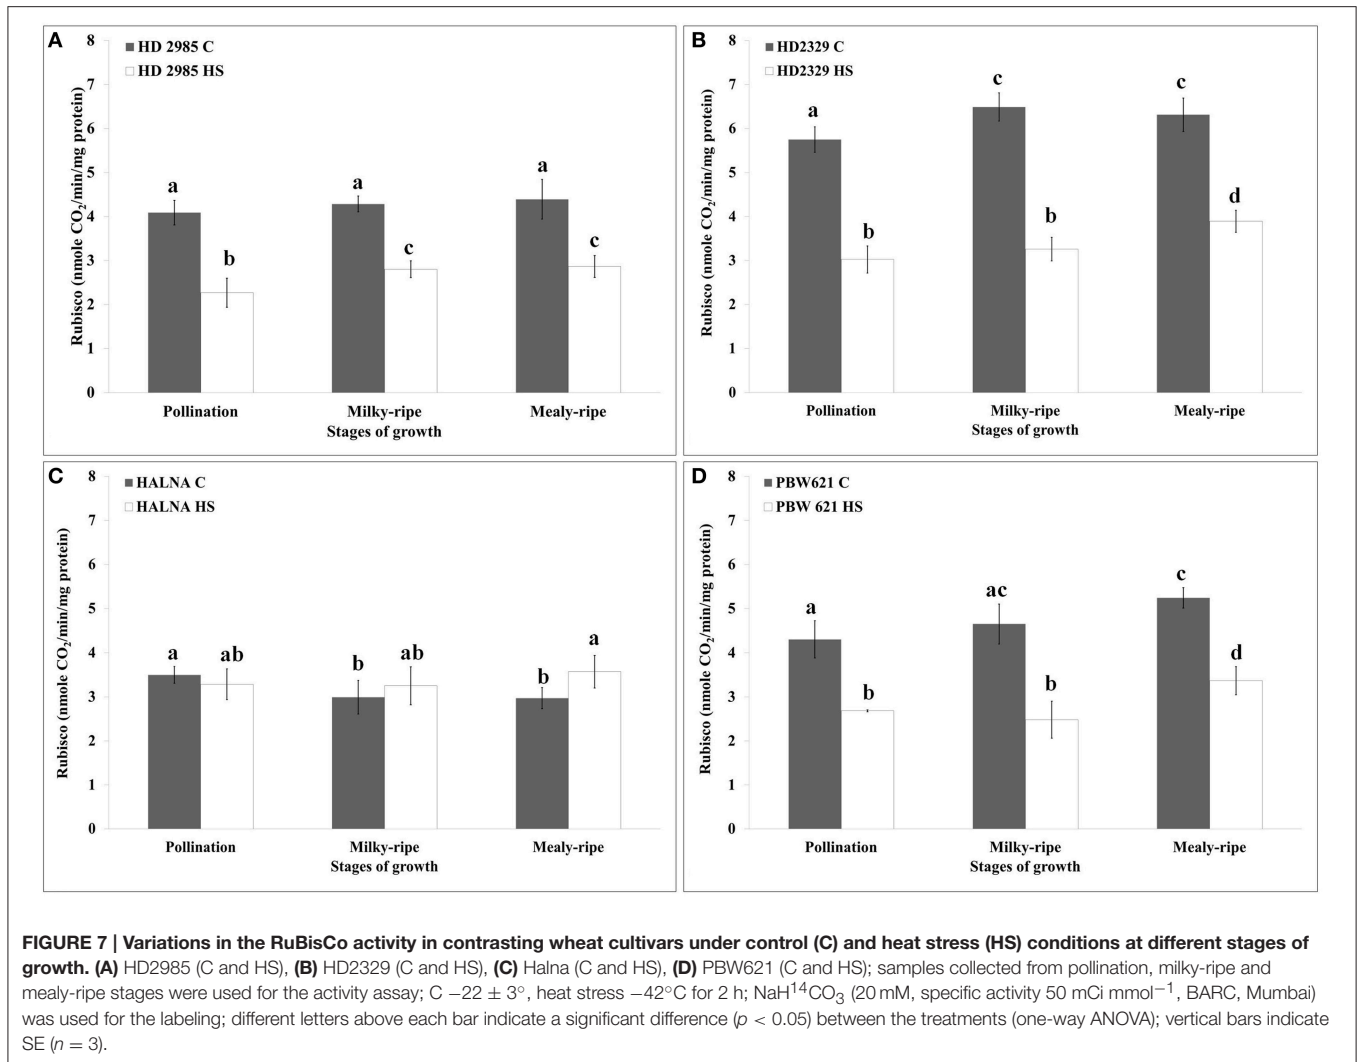 A
HD 2985 C
HD 2985 HS
Rubisco (nmole CO₂/min/mg protein)
8
7
6
5
4
3
2
1
0
a
b
a
c
a
c
Pollination
Milky-ripe
Mealy-ripe
Stages of growth
B
HD2329 C
HD2329 HS
Rubisco (nmole CO₂/min/mg protein)
8
7
6
5
4
3
2
1
0
a
b
c
b
c
d
Pollination
Milky-ripe
Mealy-ripe
Stages of growth
C
HALNA C
HALNA HS
Rubisco (nmole CO₂/min/mg protein)
8
7
6
5
4
3
2
1
0
a
ab
b
ab
b
a
Pollination
Milky-ripe
Mealy-ripe
Stages of growth
D
PBW621 C
PBW 621 HS
Rubisco (nmole CO₂/min/mg protein)
8
7
6
5
4
3
2
1
0
a
b
ac
b
c
d
Pollination
Milky-ripe
Mealy-ripe
Stages of growth
FIGURE 7 | Variations in the RuBisCo activity in contrasting wheat cultivars under control (C) and heat stress (HS) conditions at different stages of
growth. (A) HD2985 (C and HS), (B) HD2329 (C and HS), (C) Halna (C and HS), (D) PBW621 (C and HS); samples collected from pollination, milky-ripe and
mealy-ripe stages were used for the activity assay; C −22 ± 3°, heat stress −42°C for 2 h; NaH¹⁴CO₃ (20 mM, specific activity 50 mCi mmol⁻¹, BARC, Mumbai)
was used for the labeling; different letters above each bar indicate a significant difference (p < 0.05) between the treatments (one-way ANOVA); vertical bars indicate
SE (n = 3).